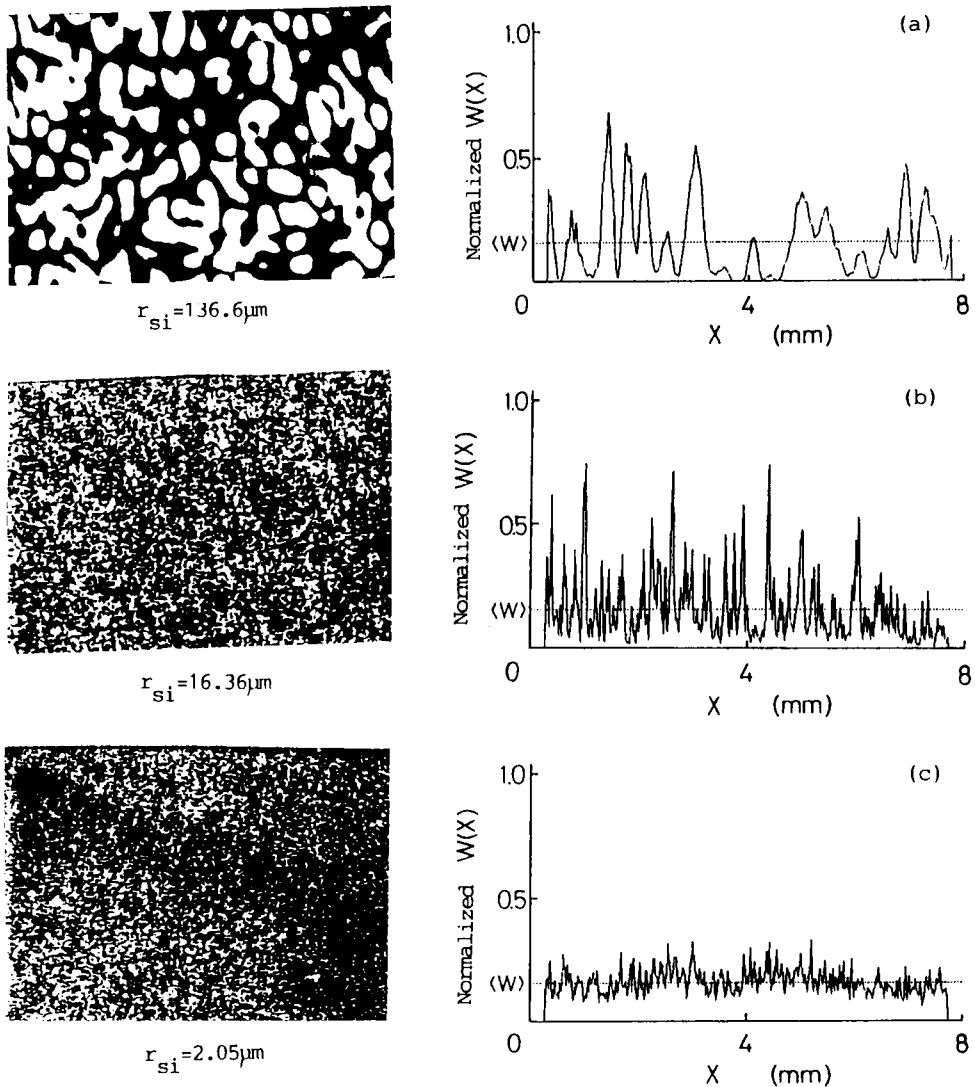 (a)
1.0
0.5
⟨W⟩
Normalized W(X)
0
4
8
X (mm)
r_si=136.6µm
(b)
1.0
0.5
⟨W⟩
Normalized W(X)
0
4
8
X (mm)
r_si=16.36µm
(c)
1.0
0.5
⟨W⟩
Normalized W(X)
0
4
8
X (mm)
r_si=2.05µm